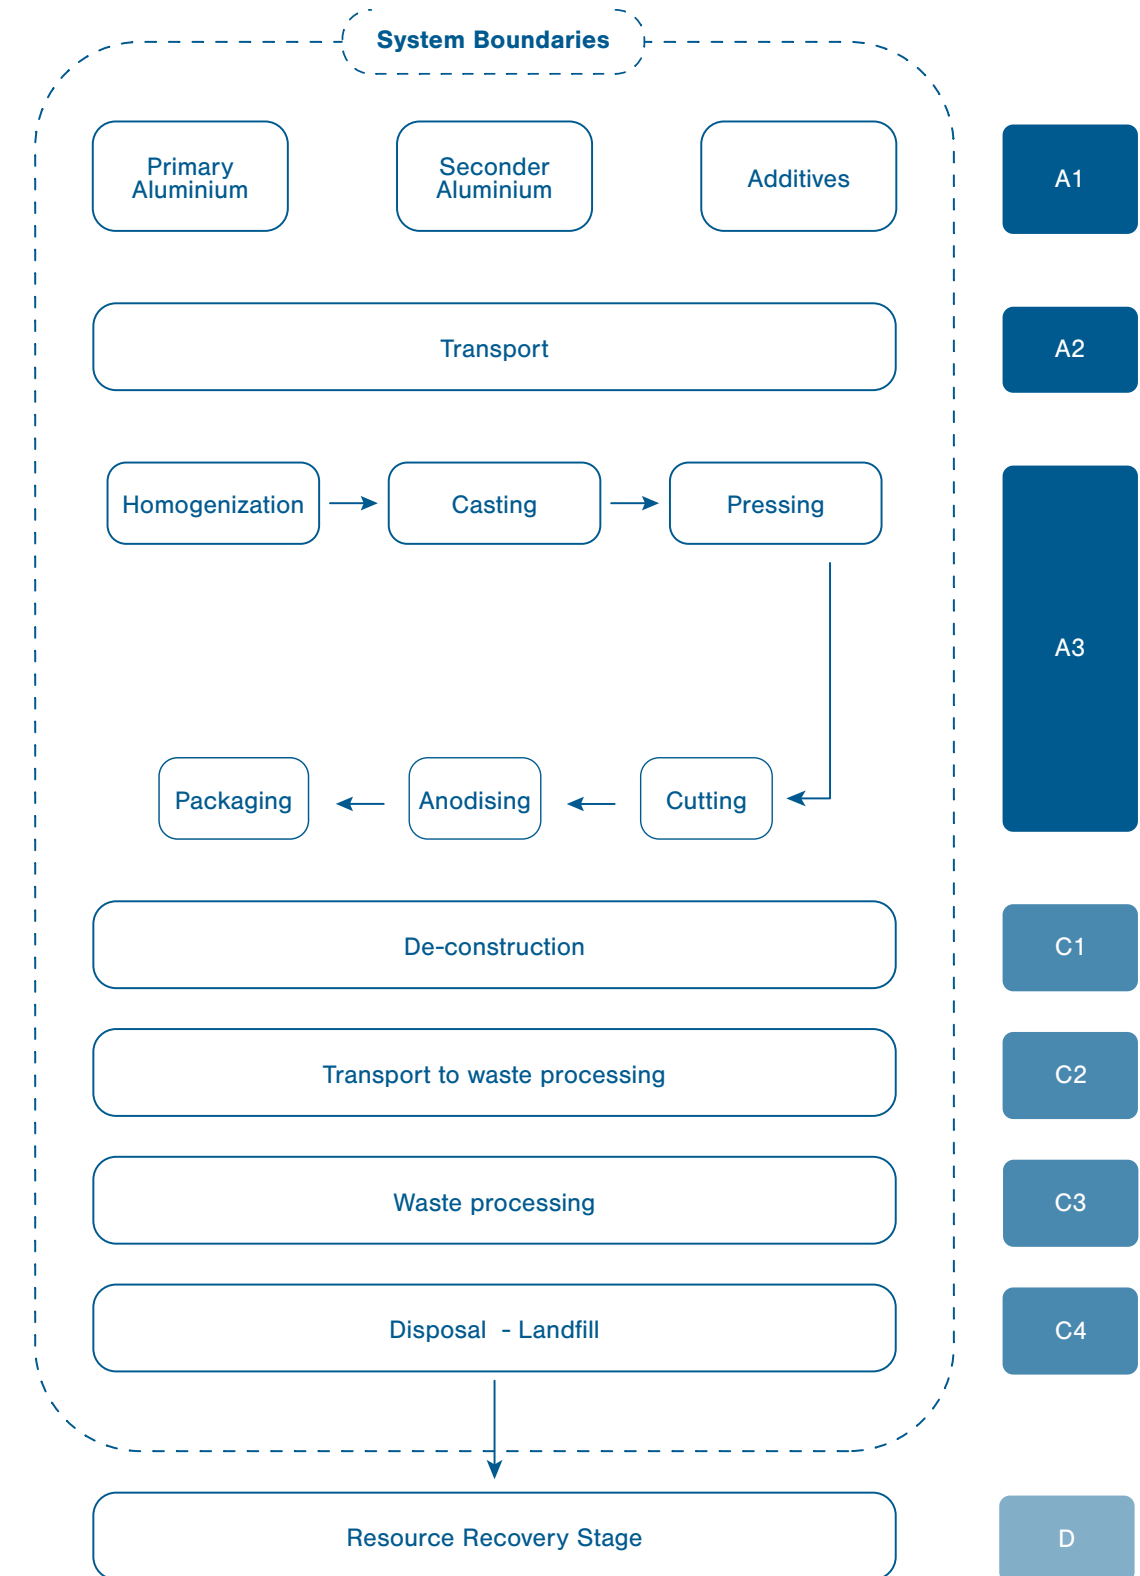 System Boundaries
Primary
Aluminium
Seconder
Aluminium
Additives
A1
Transport
A2
Homogenization
Casting
Pressing
A3
Packaging
Anodising
Cutting
De-construction
C1
Transport to waste processing
C2
Waste processing
C3
Disposal - Landfill
C4
Resource Recovery Stage
D